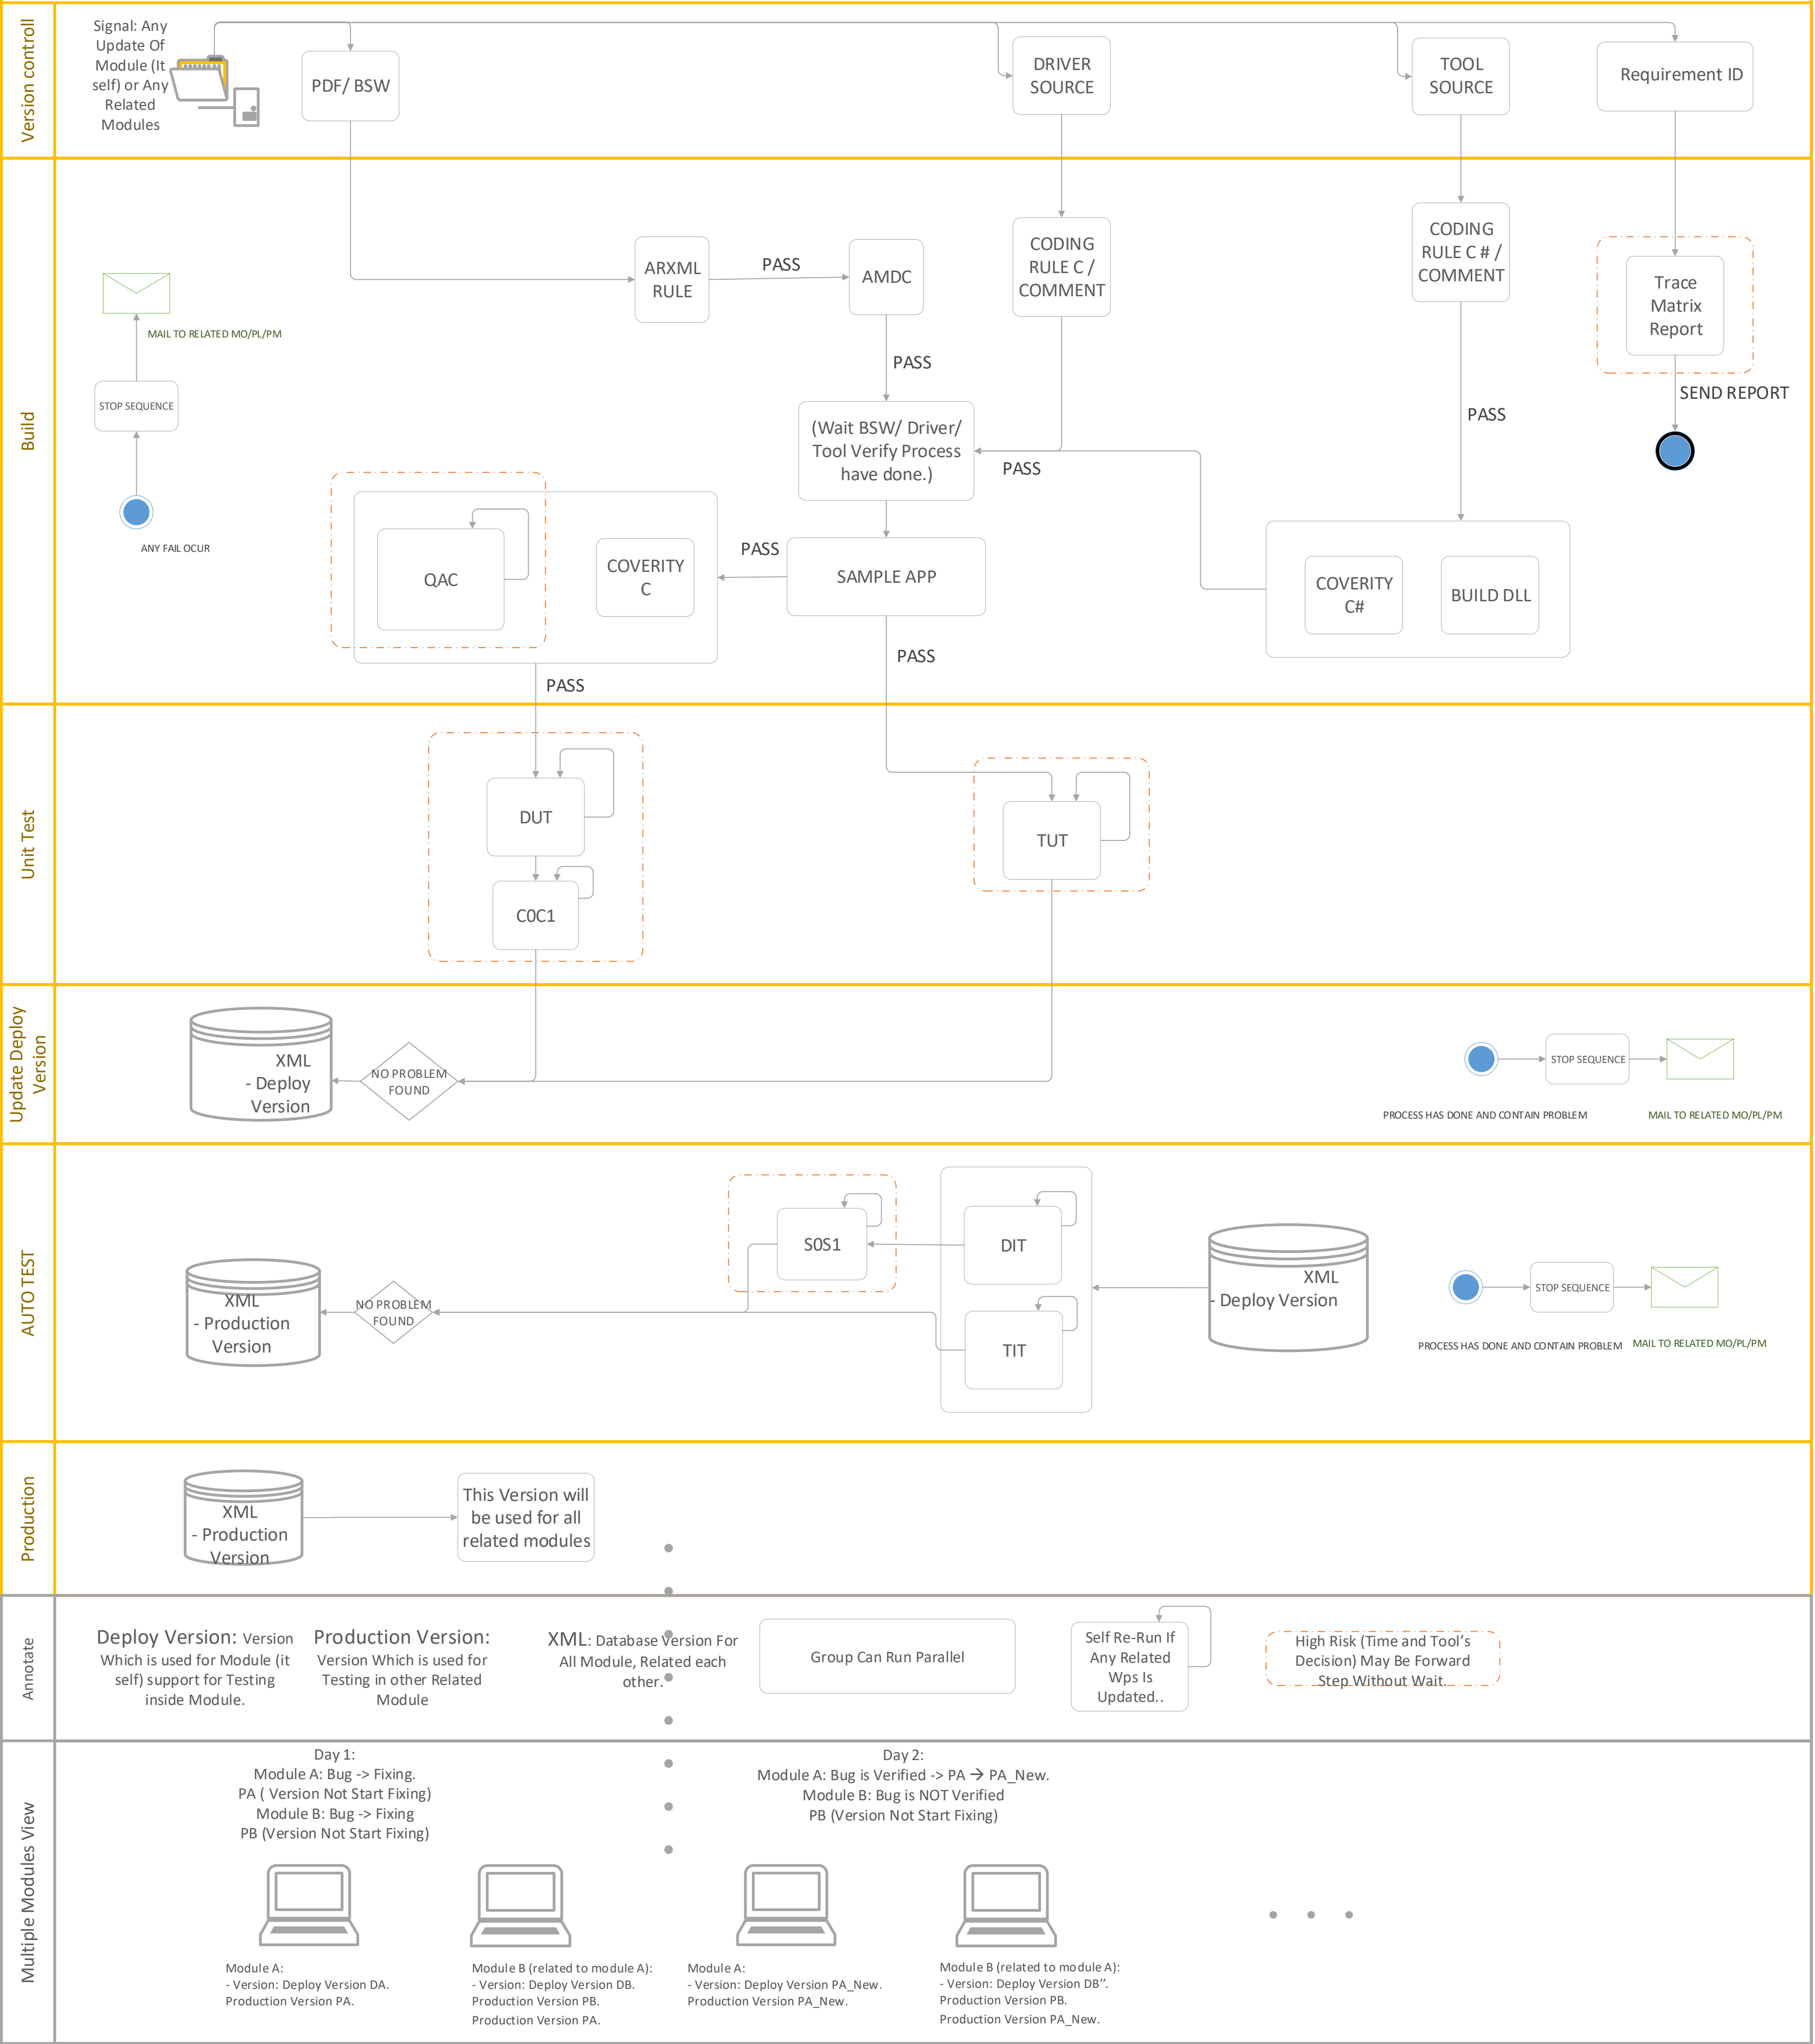 Version controll
Signal: Any
Update Of
Module (It
self) or Any
Related
Modules
PDF/ BSW
DRIVER
SOURCE
TOOL
SOURCE
Requirement ID
Build
MAIL TO RELATED MO/PL/PM
STOP SEQUENCE
ANY FAIL OCUR
ARXML
RULE
PASS
AMDC
CODING
RULE C /
COMMENT
CODING
RULE C # /
COMMENT
Trace
Matrix
Report
SEND REPORT
PASS
PASS
(Wait BSW/ Driver/
Tool Verify Process
have done.)
PASS
QAC
COVERITY
C
PASS
SAMPLE APP
COVERITY
C#
BUILD DLL
PASS
PASS
Unit Test
DUT
C0C1
TUT
Update Deploy
Version
XML
- Deploy
Version
NO PROBLEM
FOUND
STOP SEQUENCE
PROCESS HAS DONE AND CONTAIN PROBLEM
MAIL TO RELATED MO/PL/PM
AUTO TEST
XML
- Production
Version
NO PROBLEM
FOUND
S0S1
DIT
TIT
XML
- Deploy Version
STOP SEQUENCE
PROCESS HAS DONE AND CONTAIN PROBLEM
MAIL TO RELATED MO/PL/PM
Production
XML
- Production
Version
This Version will
be used for all
related modules
Annotate
Deploy Version: Version
Which is used for Module (it
self) support for Testing
inside Module.
Production Version:
Version Which is used for
Testing in other Related
Module
XML: Database Version For
All Module, Related each
other.
Group Can Run Parallel
Self Re-Run If
Any Related
Wps Is
Updated..
High Risk (Time and Tool's
Decision) May Be Forward
Step Without Wait.
Multiple Modules View
Day 1:
Module A: Bug -> Fixing.
PA ( Version Not Start Fixing)
Module B: Bug -> Fixing
PB (Version Not Start Fixing)
Day 2:
Module A: Bug is Verified -> PA → PA_New.
Module B: Bug is NOT Verified
PB (Version Not Start Fixing)
Module A:
- Version: Deploy Version DA.
Production Version PA.
Module B (related to module A):
- Version: Deploy Version DB.
Production Version PB.
Production Version PA.
Module A:
- Version: Deploy Version PA_New.
Production Version PA_New.
Module B (related to module A):
- Version: Deploy Version DB’’.
Production Version PB.
Production Version PA_New.